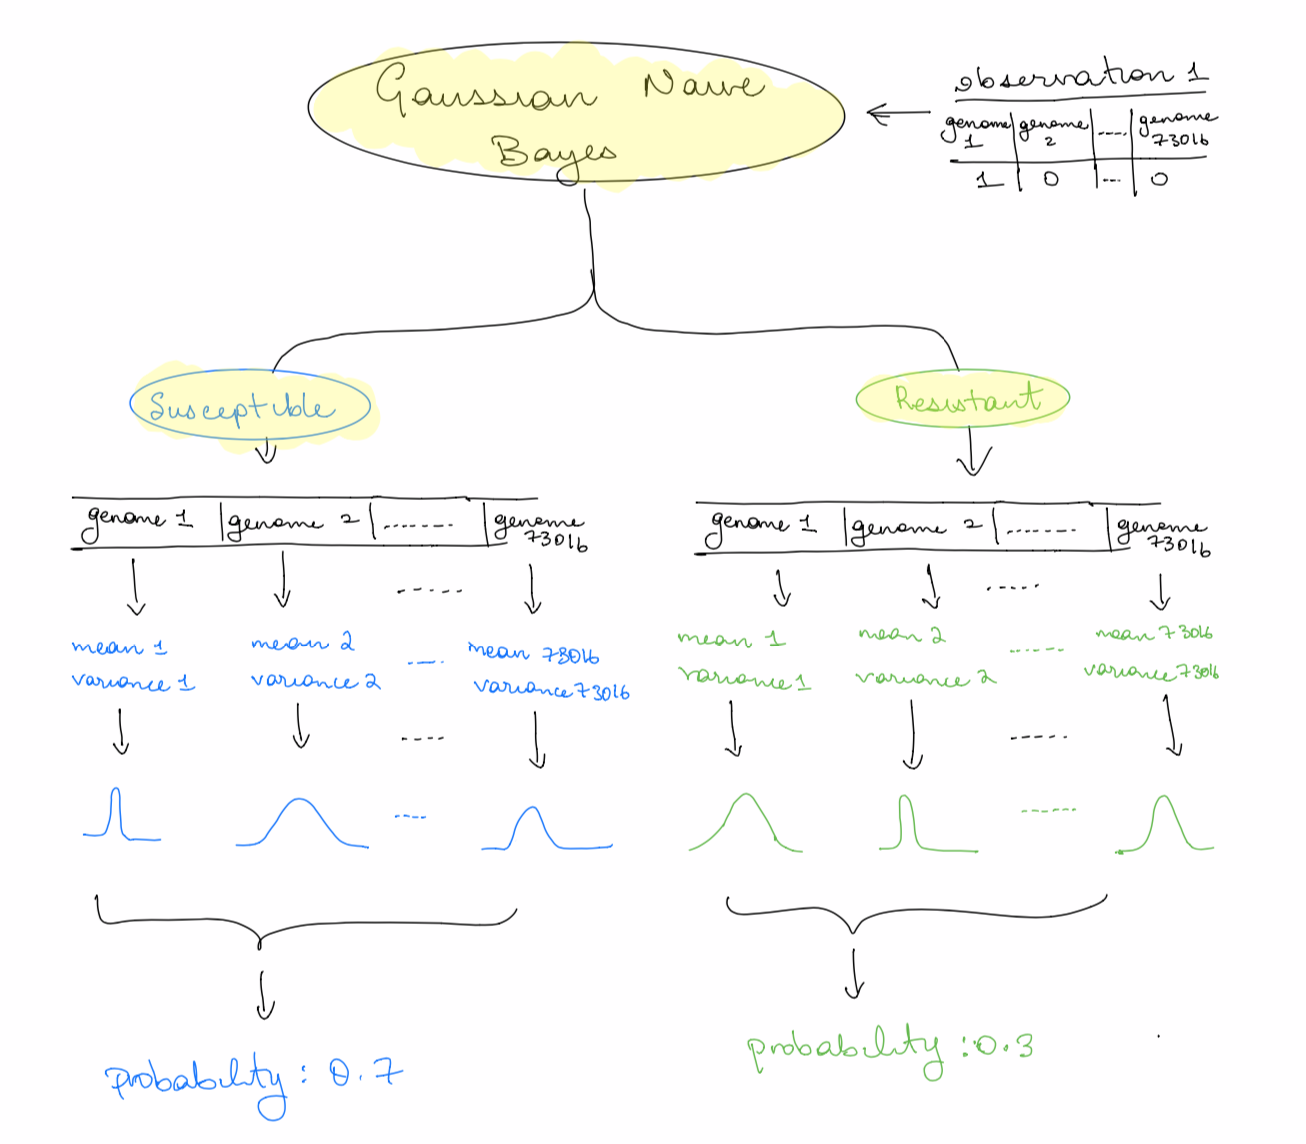 Gaussian Naive
Bayes
observation 1
genome 1 | genome 2 | ---- | genome 73016
1 | 0 | --- | 0
Susceptible
Resistant
genome 1 | genome 2 | ------- | genome 73016
genome 1 | genome 2 | ------- | genome 73016
mean 1 mean 2 ---- mean 73016
variance 1 variance 2 variance 73016
mean 1 mean 2 ------ mean 73016
variance 1 variance 2 variance 73016
probability : 0.7
probability : 0.3